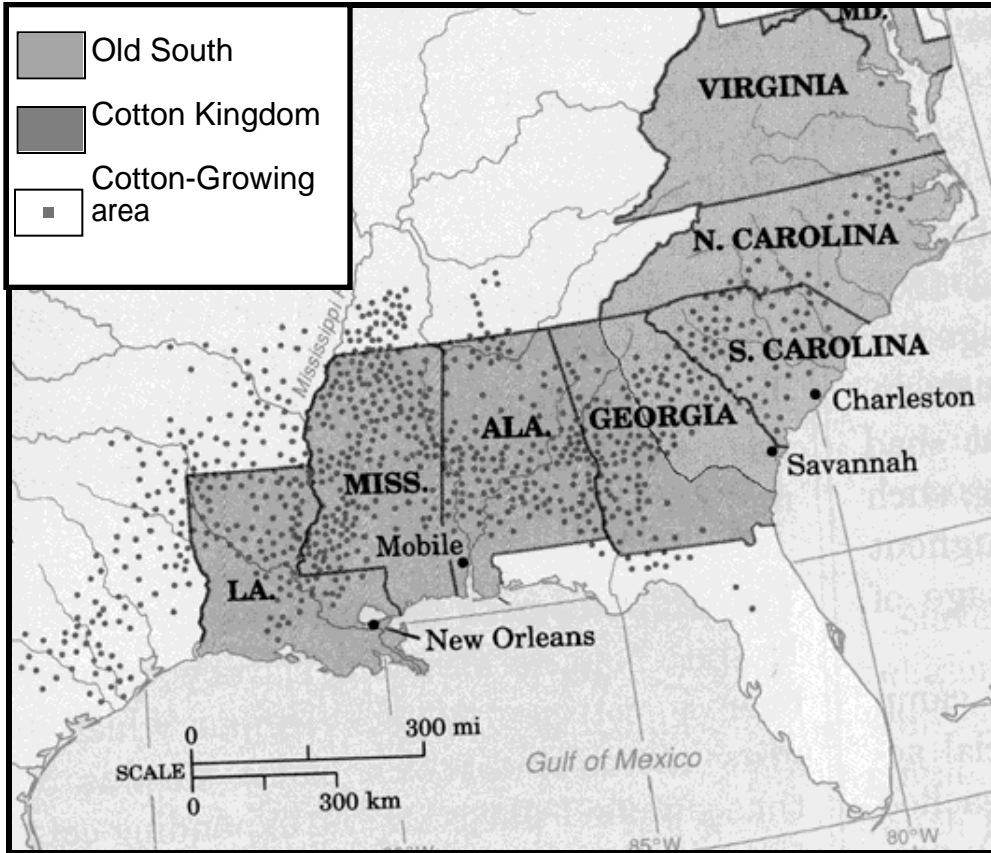 Old South
Cotton Kingdom
Cotton-Growing
area
MD.
VIRGINIA
N. CAROLINA
Mississippi
S. CAROLINA
Charleston
GEORGIA
ALA.
Savannah
MISS.
Mobile
LA.
New Orleans
0
300 mi
SCALE
0
300 km
Gulf of Mexico
85°W
80°W